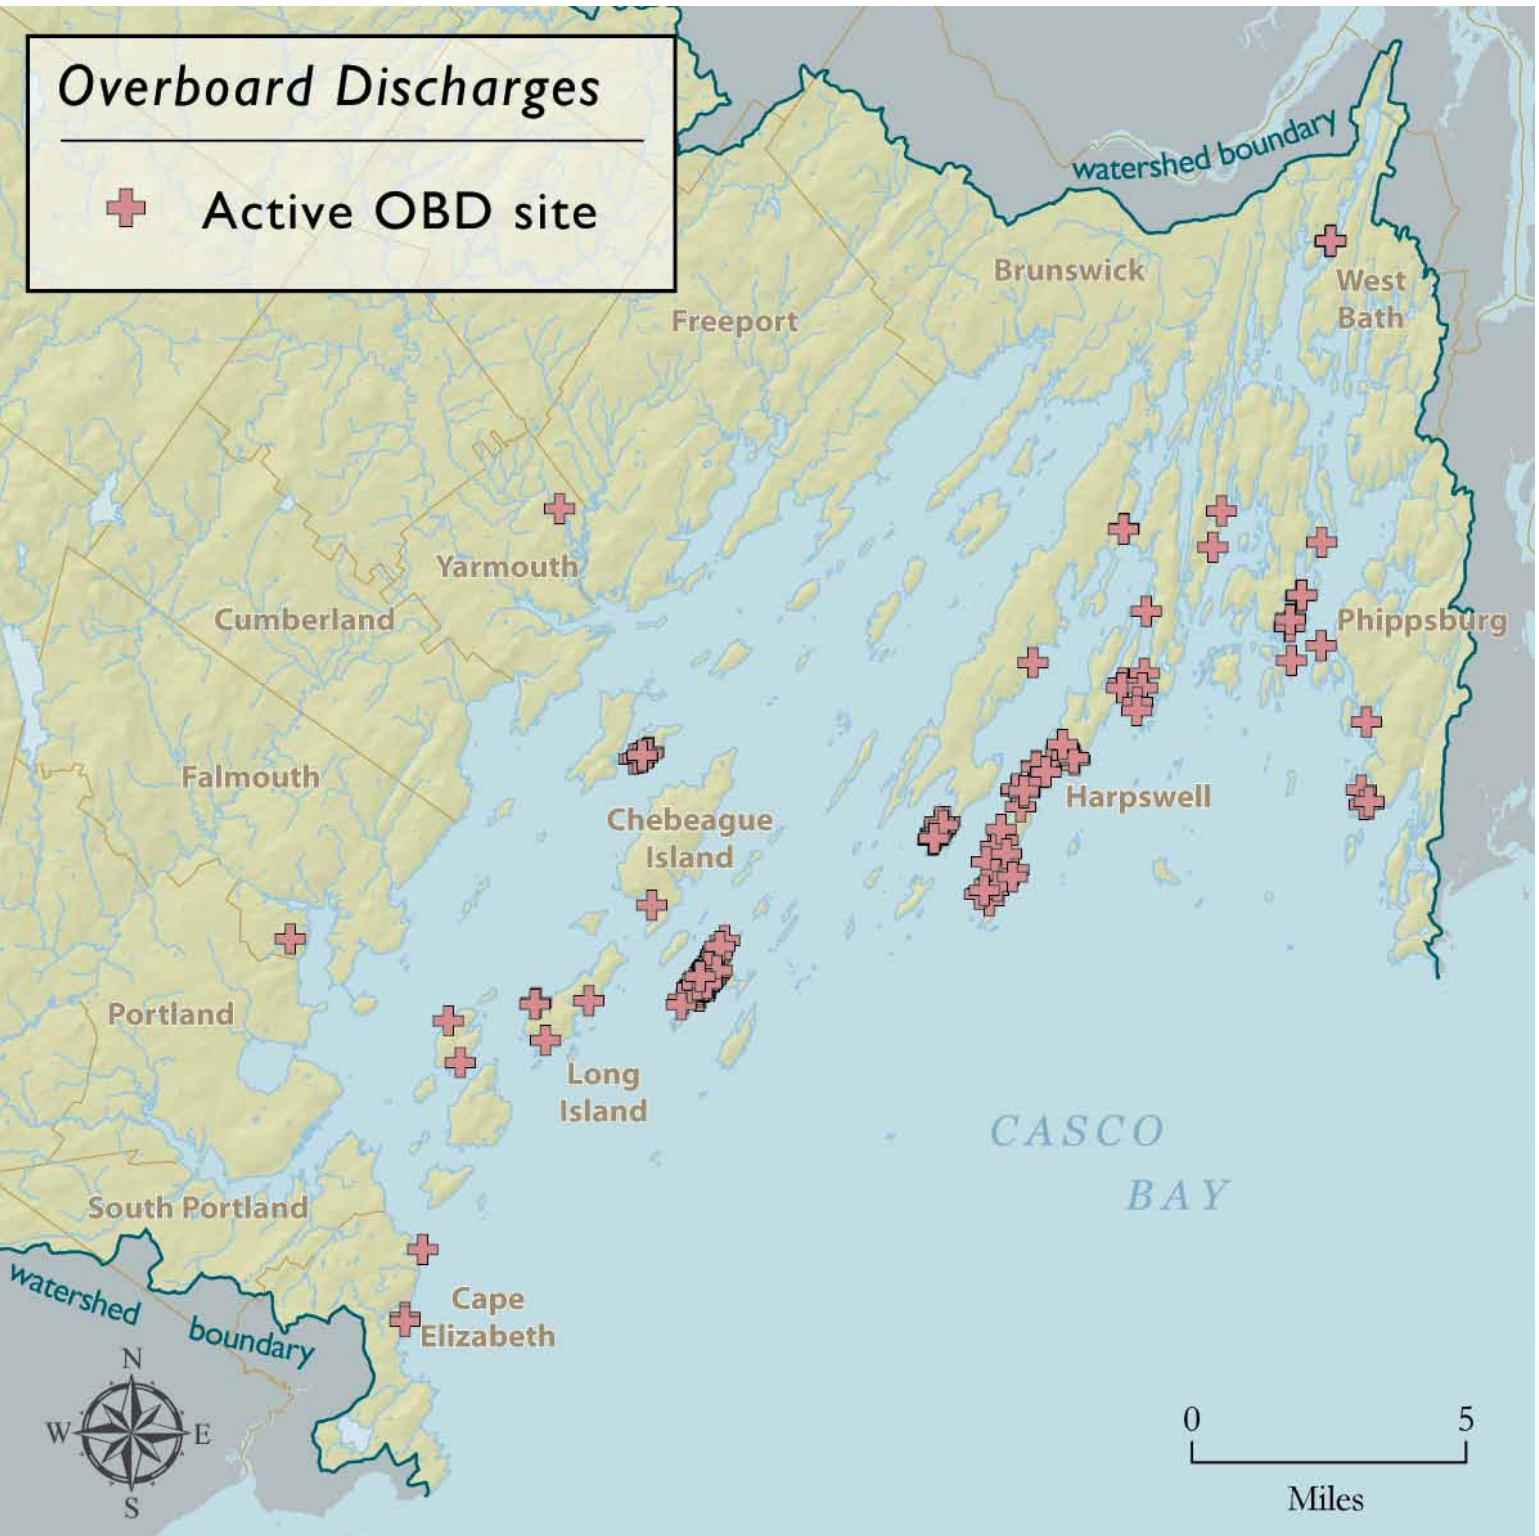 Overboard Discharges
Active OBD site
watershed boundary
Brunswick
West
Bath
Freeport
Yarmouth
Cumberland
Phippsburg
Falmouth
Harpswell
Chebeague
Island
Portland
Long
Island
CASCO
BAY
South Portland
Cape
Elizabeth
watershed boundary
N
W
E
S
0 5
Miles